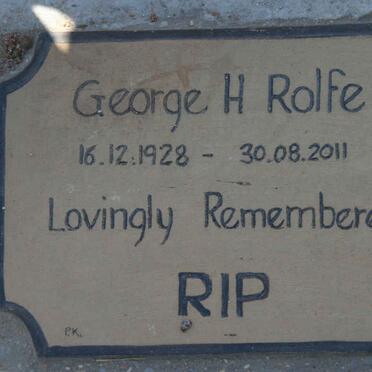 George H Rolfe
16.12.1928 - 30.08.2011
Lovingly Remembere
RIP
P.K.